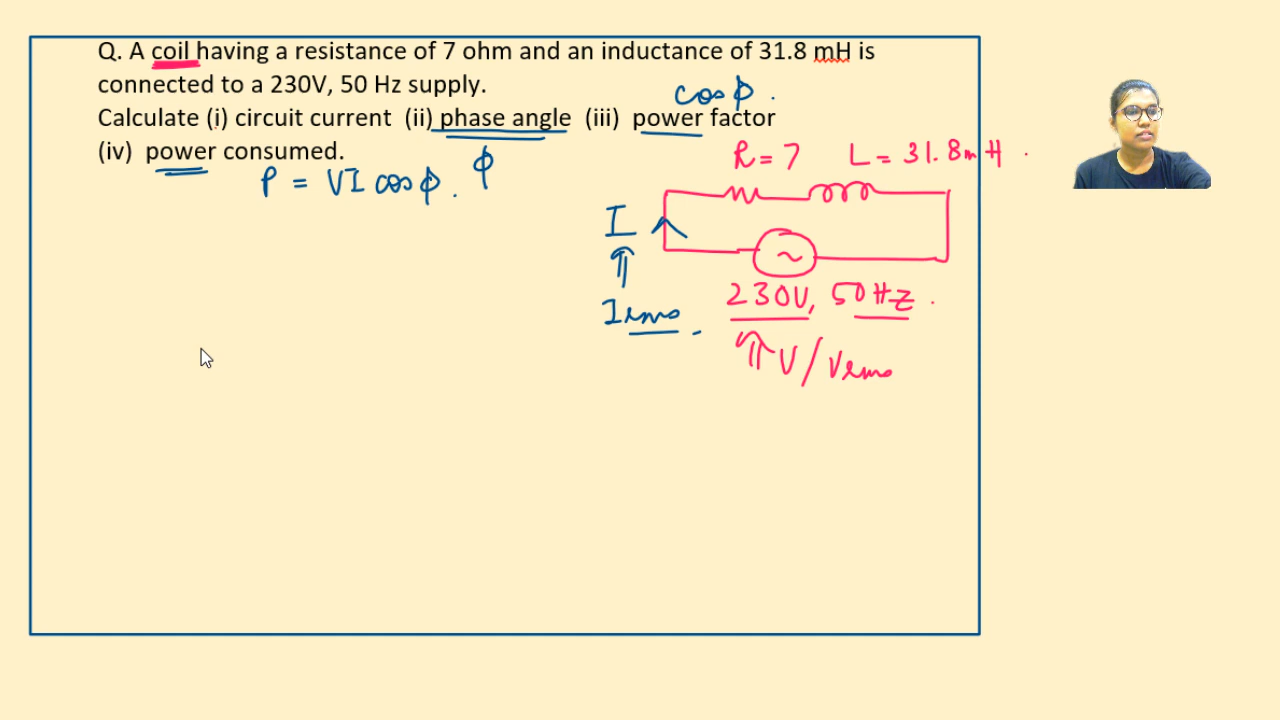 Q. A coil having a resistance of 7 ohm and an inductance of 31.8 mH is
connected to a 230V, 50 Hz supply.
cos ϕ .
Calculate (i) circuit current (ii) phase angle (iii) power factor
(iv) power consumed.
R = 7 L = 31.8mH .
P = VI cos ϕ . ϕ
I
~
230V, 50Hz .
Irms .
V/Vrms